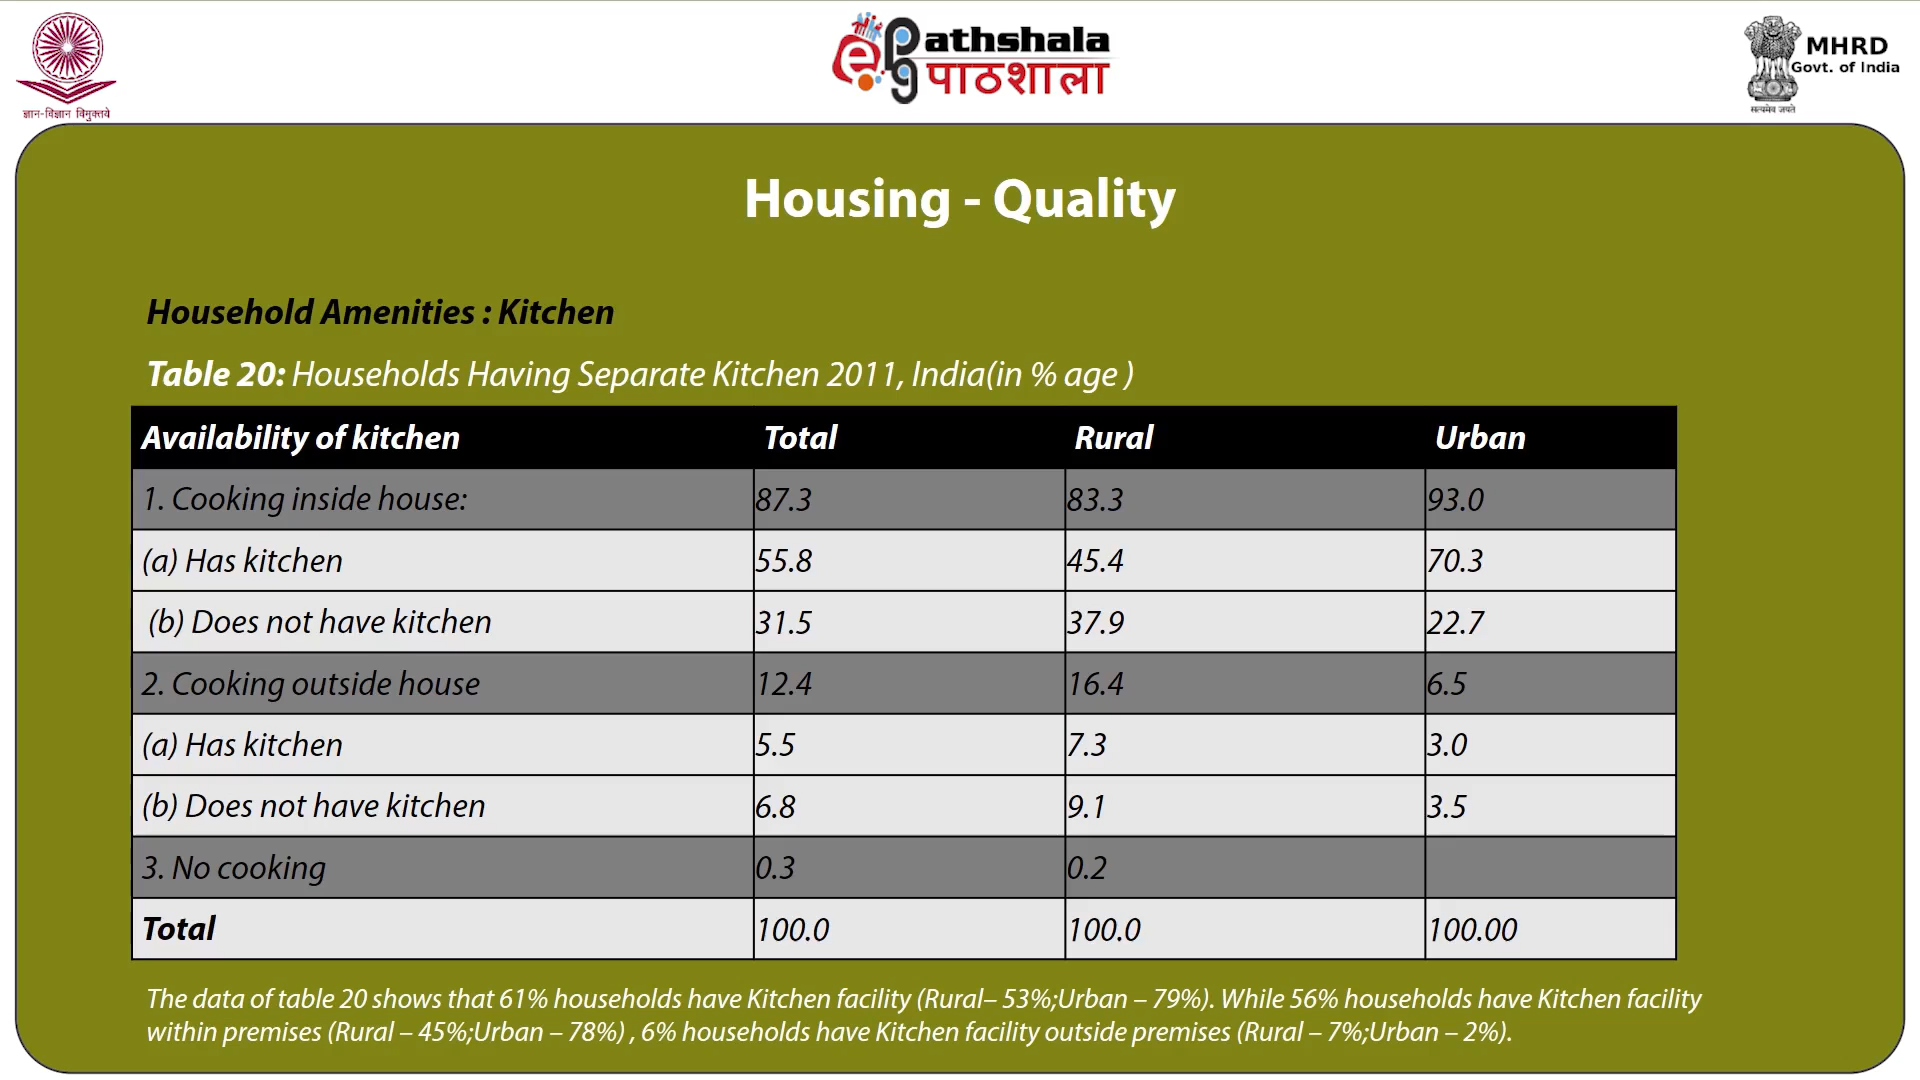 ज्ञान-विज्ञान विमुक्तये
e pg Pathshala
पाठशाला
MHRD
Govt. of India
सत्यमेव जयते
Housing - Quality
Household Amenities : Kitchen
Table 20: Households Having Separate Kitchen 2011, India(in % age )
Availability of kitchen Total Rural Urban
1. Cooking inside house: 87.3 83.3 93.0
(a) Has kitchen 55.8 45.4 70.3
(b) Does not have kitchen 31.5 37.9 22.7
2. Cooking outside house 12.4 16.4 6.5
(a) Has kitchen 5.5 7.3 3.0
(b) Does not have kitchen 6.8 9.1 3.5
3. No cooking 0.3 0.2
Total 100.0 100.0 100.00
The data of table 20 shows that 61% households have Kitchen facility (Rural– 53%;Urban – 79%). While 56% households have Kitchen facility
within premises (Rural – 45%;Urban – 78%) , 6% households have Kitchen facility outside premises (Rural – 7%;Urban – 2%).